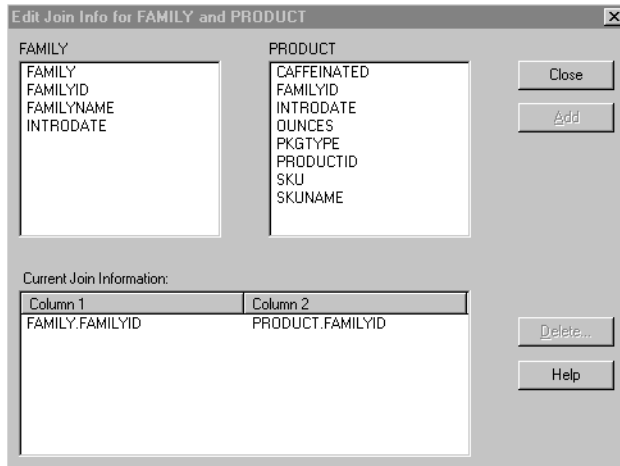 Edit Join Info for FAMILY and PRODUCT
FAMILY
PRODUCT
FAMILY
FAMILYID
FAMILYNAME
INTRODATE
CAFFEINATED
FAMILYID
INTRODATE
OUNCES
PKGTYPE
PRODUCTID
SKU
SKUNAME
Close
Add
Current Join Information:
Column 1 Column 2
FAMILY.FAMILYID PRODUCT.FAMILYID
Delete...
Help